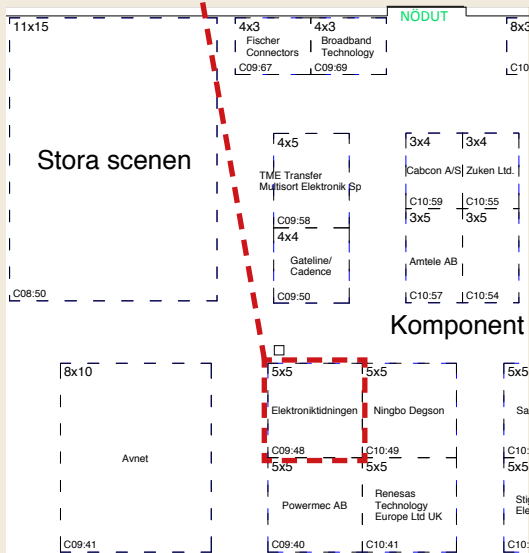 NÖDUT
11x15
4x3
4x3
8x3
Fischer
Connectors
Broadband
Technology
C09:67
C09:69
C10
Stora scenen
4x5
TME Transfer
Multisort Elektronik Sp
C09:58
3x4
3x4
Cabcon A/S
Zuken Ltd.
C10:59
C10:55
4x4
Gateline/
Cadence
C09:50
3x5
3x5
Amtele AB
C10:57
C10:54
C08:50
Komponent
8x10
Avnet
C09:41
5x5
Elektroniktidningen
C09:48
5x5
Ningbo Degson
C10:49
5x5
Sa
C10:
5x5
Powermec AB
C09:40
5x5
Renesas
Technology
Europe Ltd UK
C10:41
5x5
Stig
Ele
C10: